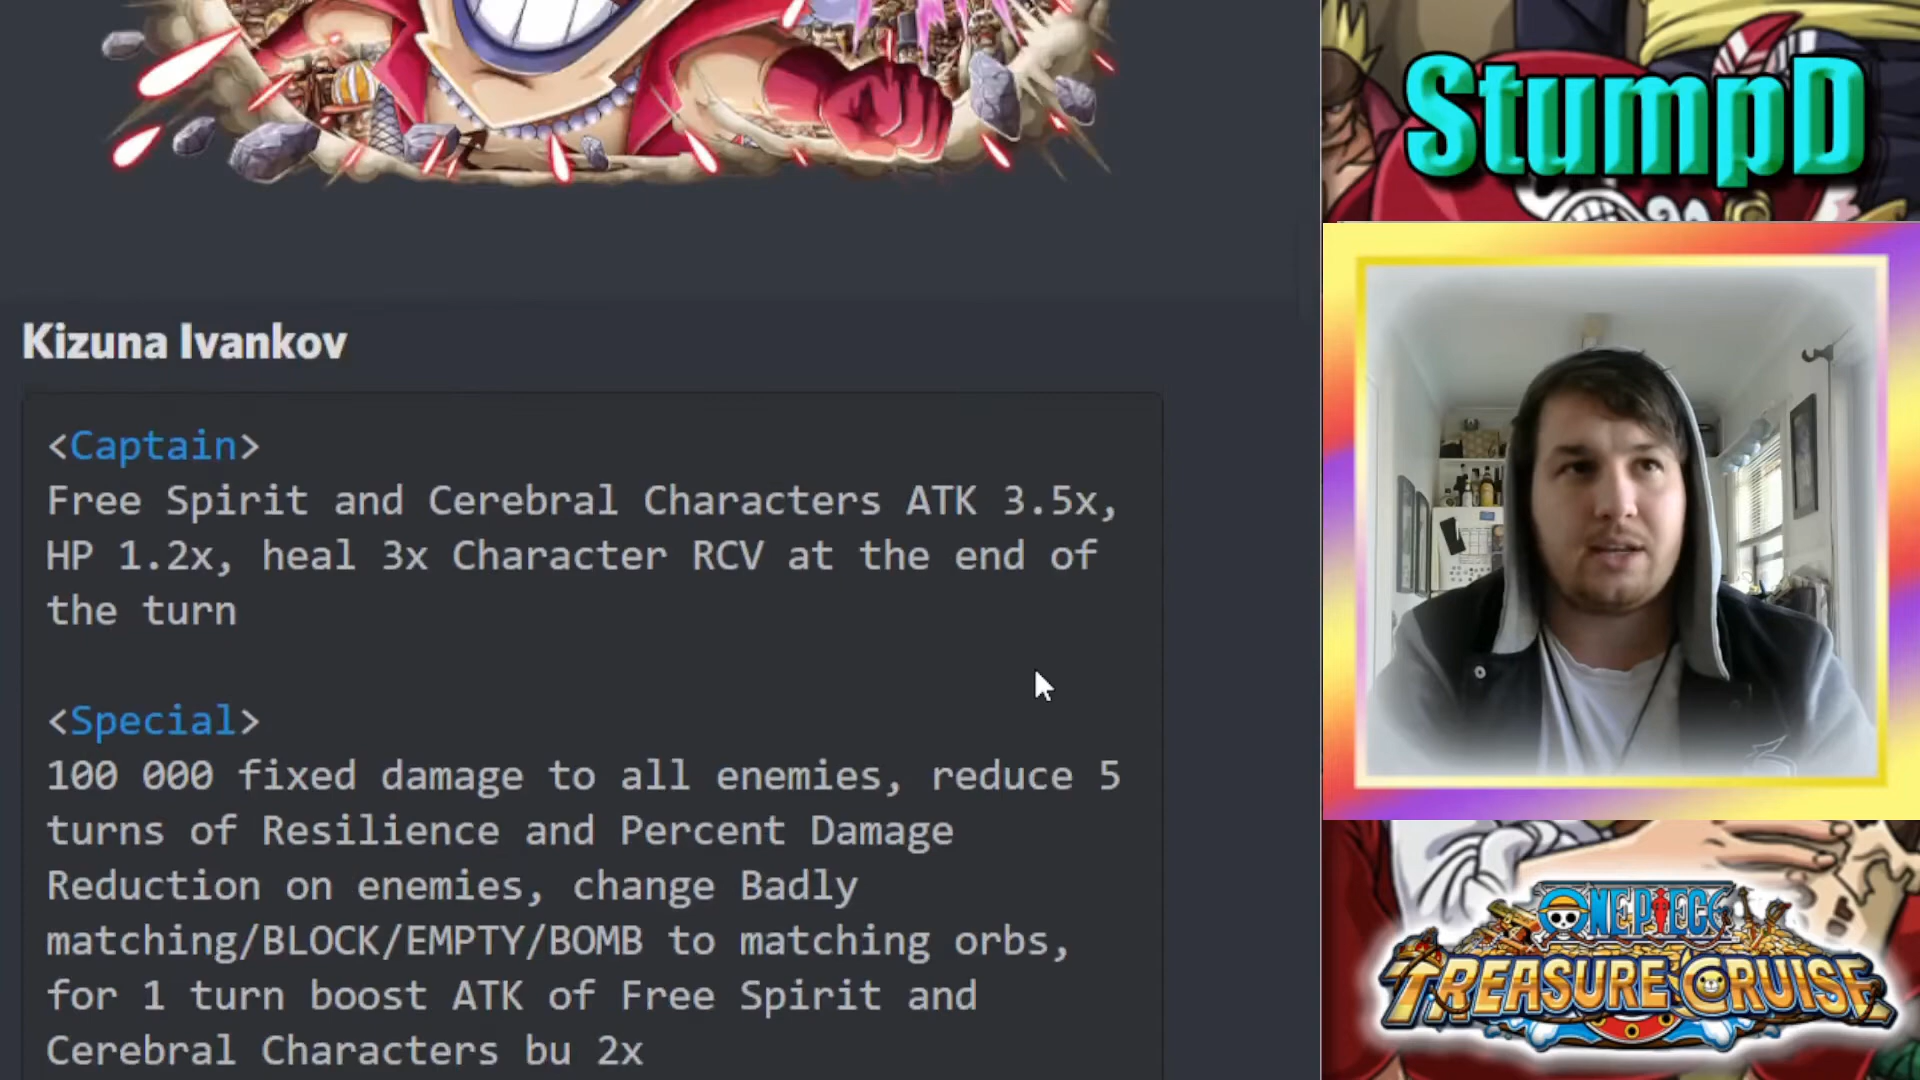 StumpD
Kizuna Ivankov
<Captain>
Free Spirit and Cerebral Characters ATK 3.5x,
HP 1.2x, heal 3x Character RCV at the end of
the turn
<Special>
100 000 fixed damage to all enemies, reduce 5
turns of Resilience and Percent Damage
Reduction on enemies, change Badly
matching/BLOCK/EMPTY/BOMB to matching orbs,
for 1 turn boost ATK of Free Spirit and
Cerebral Characters bu 2x
ONE PIECE
TREASURE CRUISE